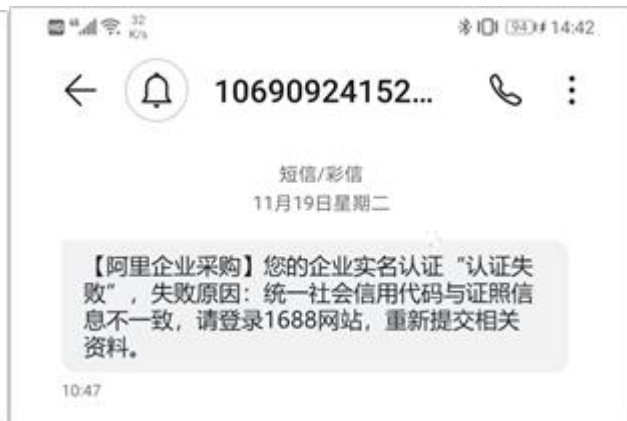 HD 46 32 K/s 94 14:42
10690924152...
短信/彩信
11月19日星期二
【阿里企业采购】您的企业实名认证“认证失
败”，失败原因：统一社会信用代码与证照信
息不一致，请登录1688网站，重新提交相关
资料。
10:47